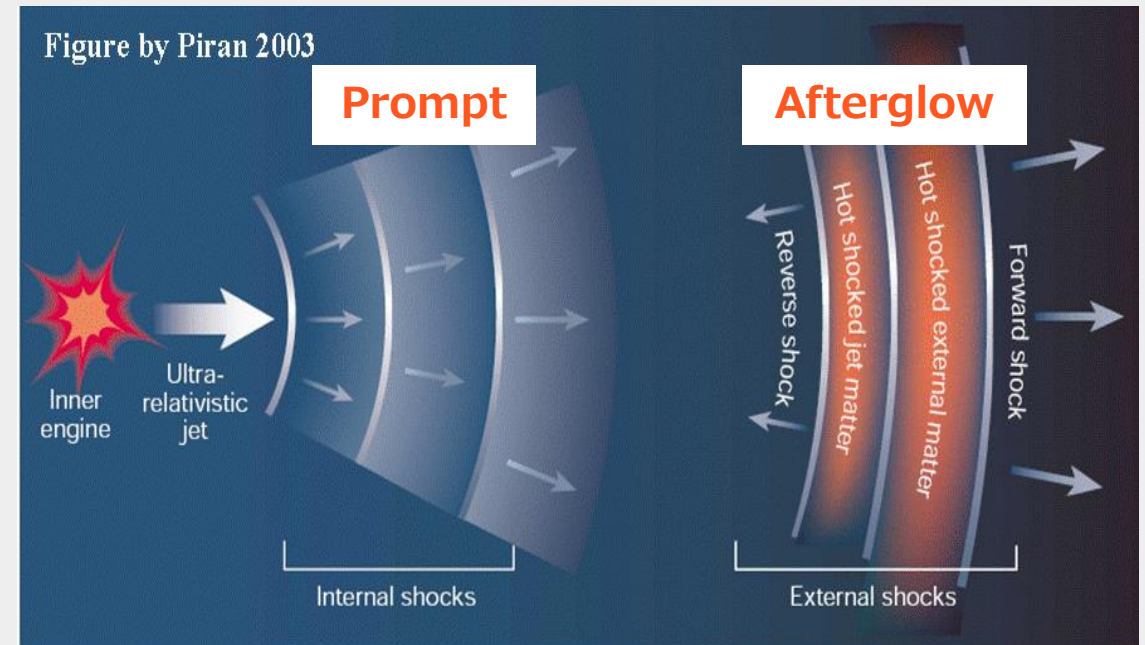 Figure by Piran 2003
Prompt
Afterglow
Inner
engine
Ultra-
relativistic
jet
Reverse shock
Hot shocked jet matter
Hot shocked external matter
Forward shock
Internal shocks
External shocks